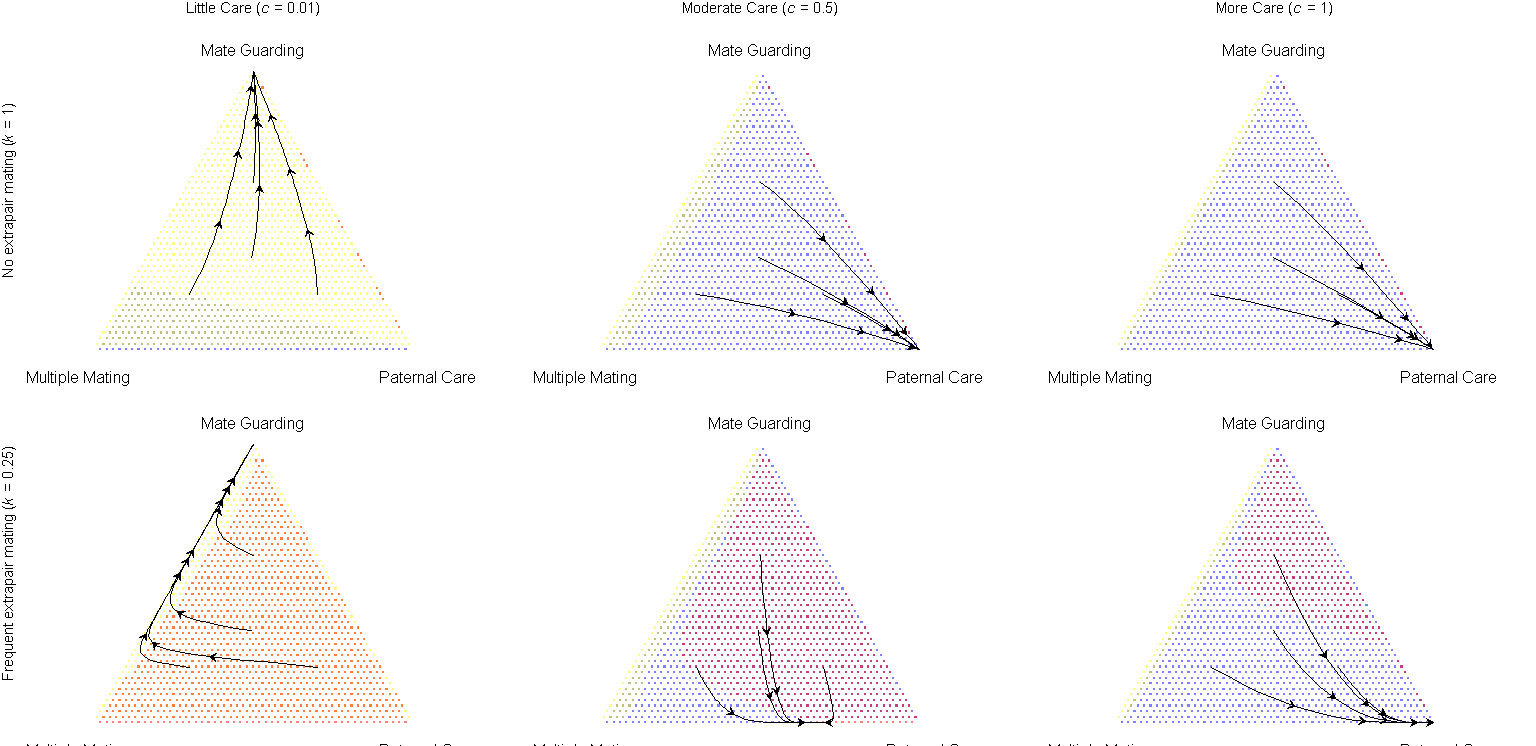 Little Care (c = 0.01)
Moderate Care (c = 0.5)
More Care (c = 1)
No extrapair mating (k = 1)
Mate Guarding
Mate Guarding
Mate Guarding
Multiple Mating
Paternal Care
Multiple Mating
Paternal Care
Multiple Mating
Paternal Care
Frequent extrapair mating (k = 0.25)
Mate Guarding
Mate Guarding
Mate Guarding